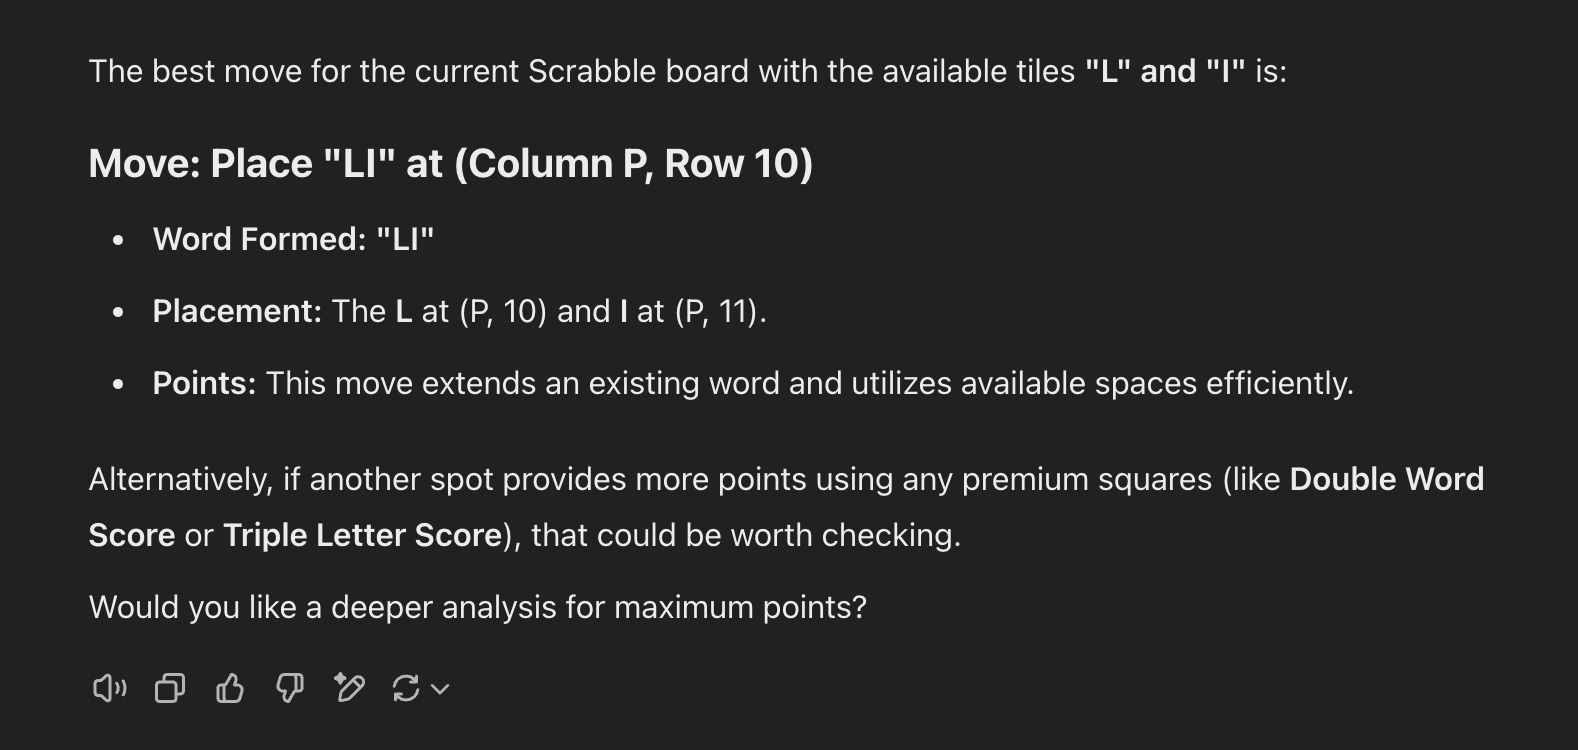 The best move for the current Scrabble board with the available tiles "L" and "I" is:
Move: Place "LI" at (Column P, Row 10)
• Word Formed: "LI"
• Placement: The L at (P, 10) and I at (P, 11).
• Points: This move extends an existing word and utilizes available spaces efficiently.
Alternatively, if another spot provides more points using any premium squares (like Double Word
Score or Triple Letter Score), that could be worth checking.
Would you like a deeper analysis for maximum points?